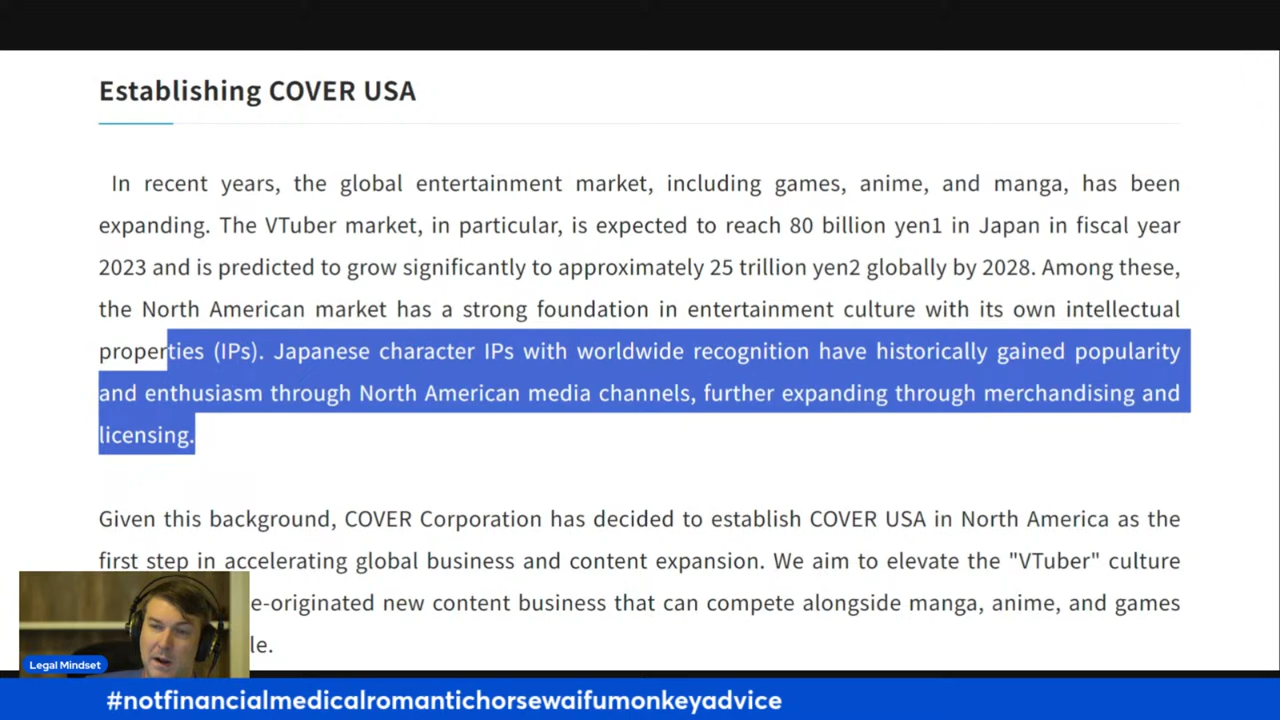 Establishing COVER USA
In recent years, the global entertainment market, including games, anime, and manga, has been
expanding. The VTuber market, in particular, is expected to reach 80 billion yen1 in Japan in fiscal year
2023 and is predicted to grow significantly to approximately 25 trillion yen2 globally by 2028. Among these,
the North American market has a strong foundation in entertainment culture with its own intellectual
properties (IPs). Japanese character IPs with worldwide recognition have historically gained popularity
and enthusiasm through North American media channels, further expanding through merchandising and
licensing.
Given this background, COVER Corporation has decided to establish COVER USA in North America as the
first step in accelerating global business and content expansion. We aim to elevate the "VTuber" culture
e-originated new content business that can compete alongside manga, anime, and games
le.
Legal Mindset
#notfinancialmedicalromantichorsewaifumonkeyadvice